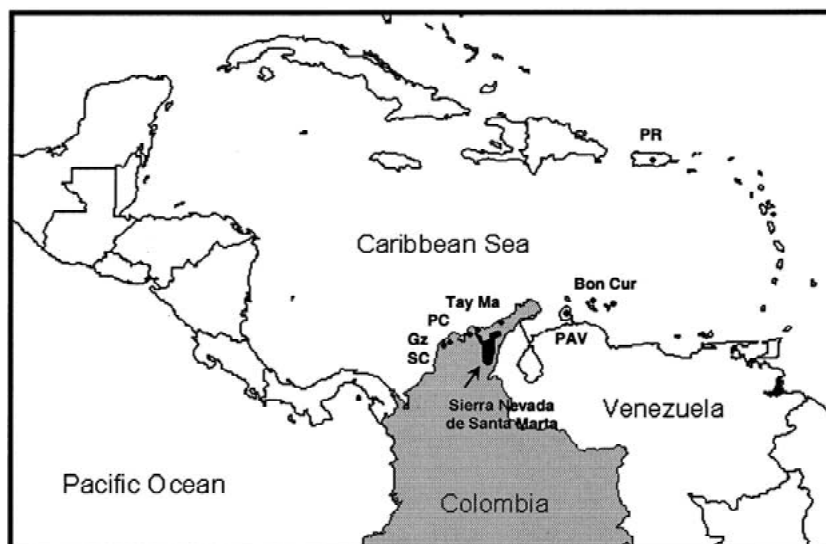 PR
Caribbean Sea
Bon Cur
Tay Ma
PC
Gz
PAV
SC
Sierra Nevada
de Santa Marta
Venezuela
Pacific Ocean
Colombia